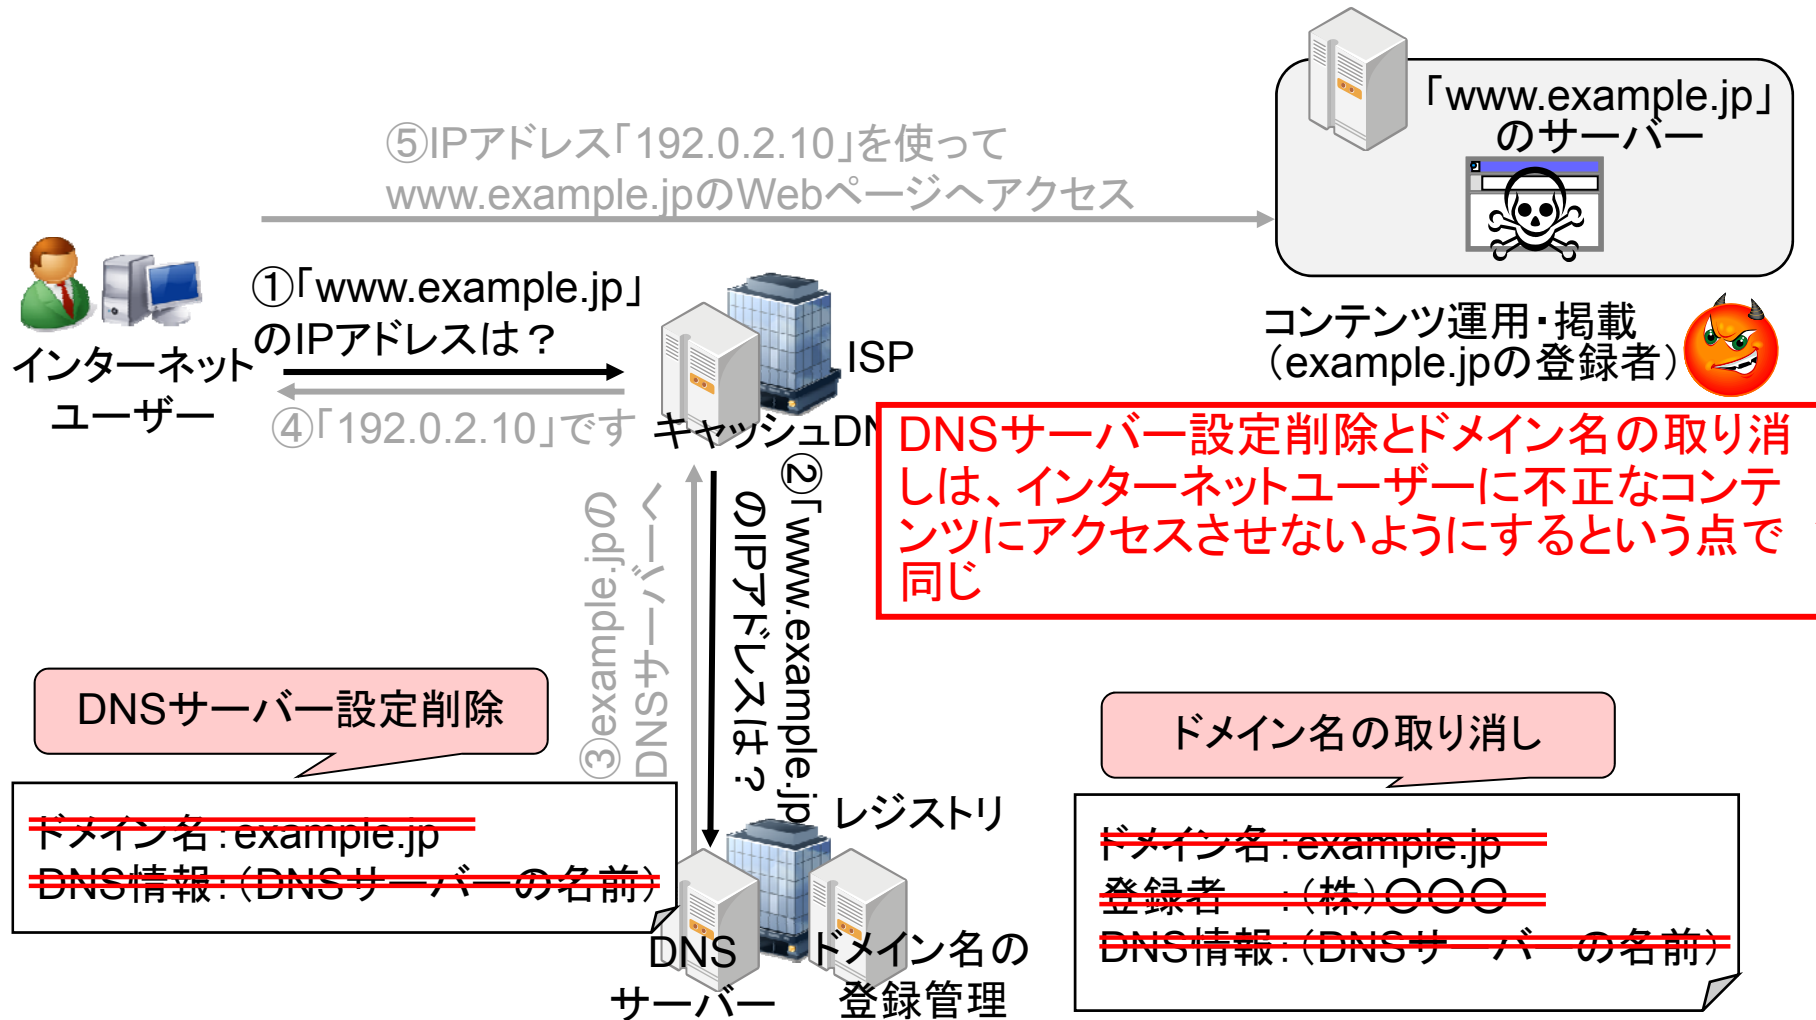 「www.example.jp」
のサーバー
⑤IPアドレス「192.0.2.10」を使って
www.example.jpのWebページへアクセス
①「www.example.jp」
のIPアドレスは？
インターネット
ユーザー
④「192.0.2.10」です
ISP
キャッシュDN
コンテンツ運用・掲載
（example.jpの登録者）
DNSサーバー設定削除とドメイン名の取り消
しは、インターネットユーザーに不正なコンテ
ンツにアクセスさせないようにするという点で
同じ
②「www.example.jp
のIPアドレスは？
③example.jpの
DNSサーバーへ
DNSサーバー設定削除
ドメイン名：example.jp
DNS情報：（DNSサーバーの名前）
レジストリ
DNS
サーバー
ドメイン名の
登録管理
ドメイン名の取り消し
ドメイン名：example.jp
登録者　：（株）〇〇〇
DNS情報：（DNSサーバーの名前）